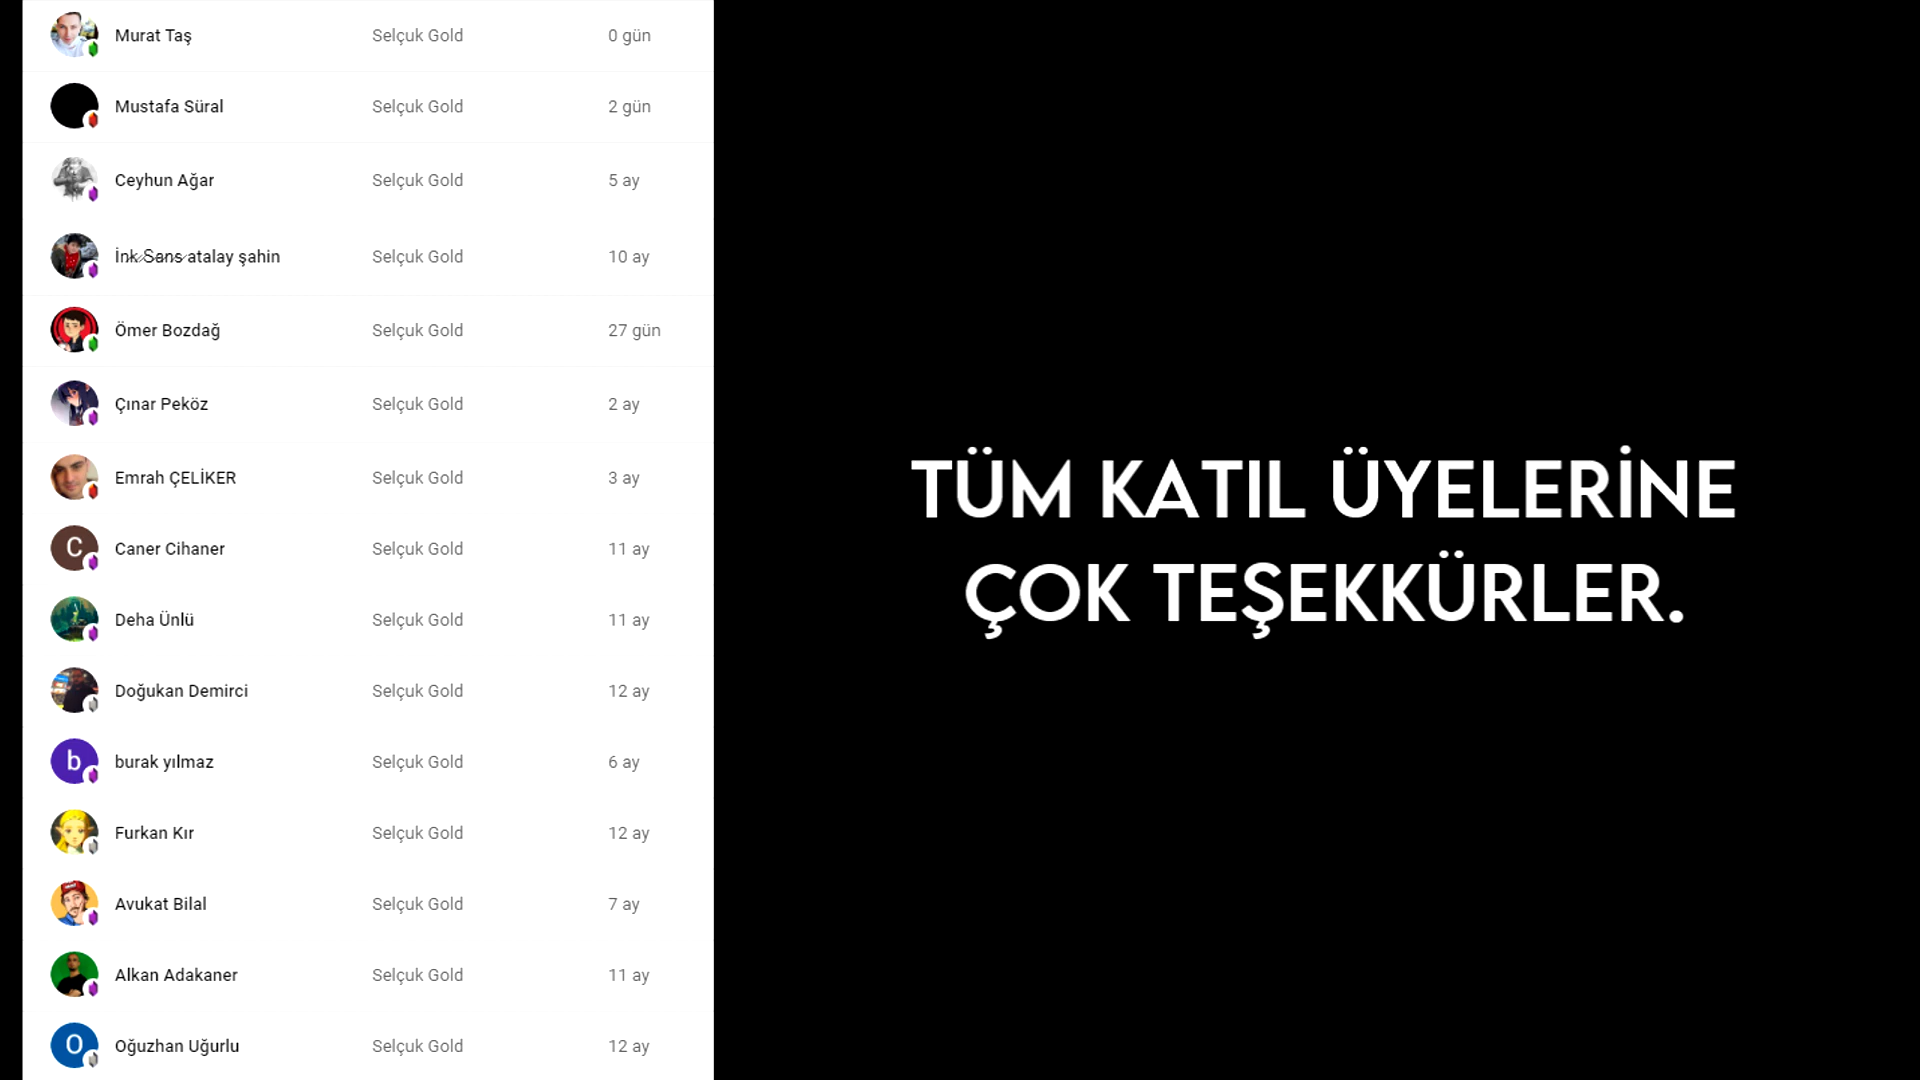 Murat Taş Selçuk Gold 0 gün
Mustafa Süral Selçuk Gold 2 gün
Ceyhun Ağar Selçuk Gold 5 ay
İnk Sans atalay şahin Selçuk Gold 10 ay
Ömer Bozdağ Selçuk Gold 27 gün
Çınar Peköz Selçuk Gold 2 ay
Emrah ÇELİKER Selçuk Gold 3 ay
C Caner Cihaner Selçuk Gold 11 ay
Deha Ünlü Selçuk Gold 11 ay
Doğukan Demirci Selçuk Gold 12 ay
b burak yılmaz Selçuk Gold 6 ay
Furkan Kır Selçuk Gold 12 ay
Avukat Bilal Selçuk Gold 7 ay
Alkan Adakaner Selçuk Gold 11 ay
O Oğuzhan Uğurlu Selçuk Gold 12 ay
TÜM KATIL ÜYELERİNE
ÇOK TEŞEKKÜRLER.